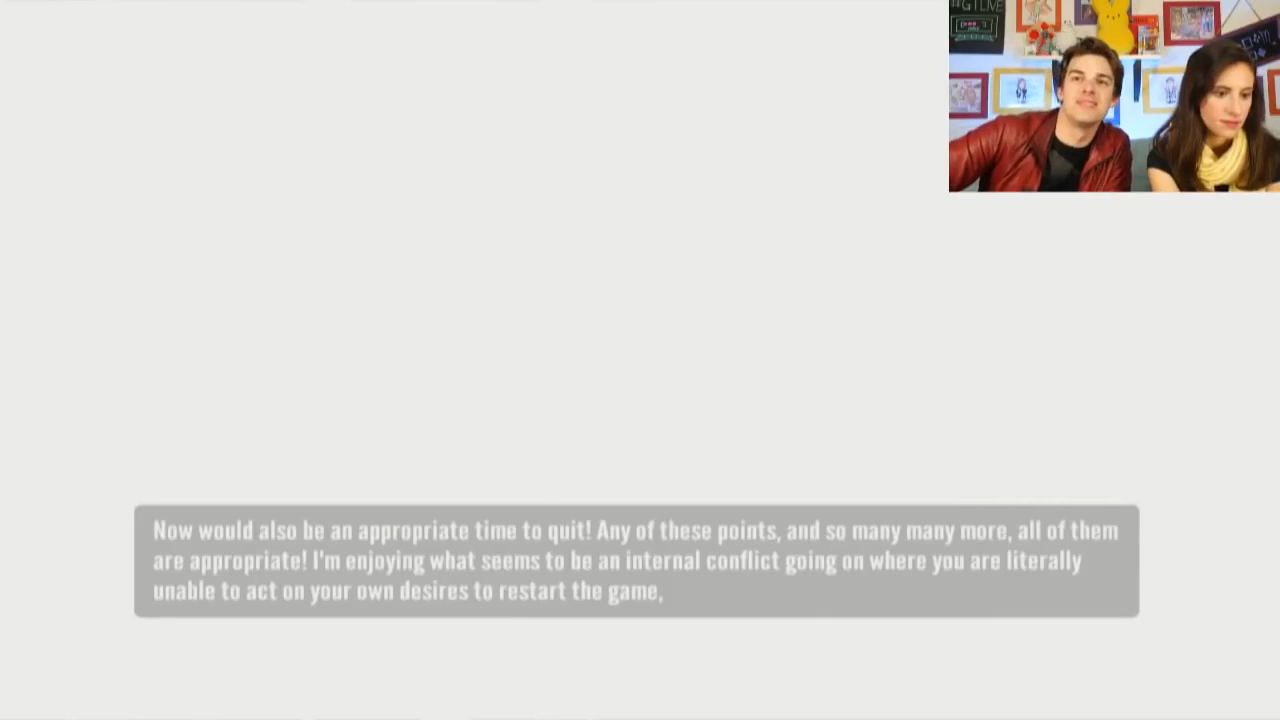 #GTLIVE
Now would also be an appropriate time to quit! Any of these points, and so many many more, all of them
are appropriate! I'm enjoying what seems to be an internal conflict going on where you are literally
unable to act on your own desires to restart the game,